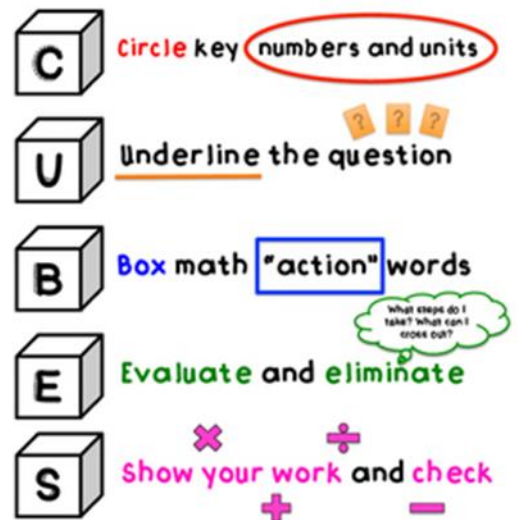 C Circle key numbers and units
? ? ?
U Underline the question
B Box math "action" words
What steps do I
take? What can I
cross out?
E Evaluate and eliminate
× ÷
S Show your work and check
+ −